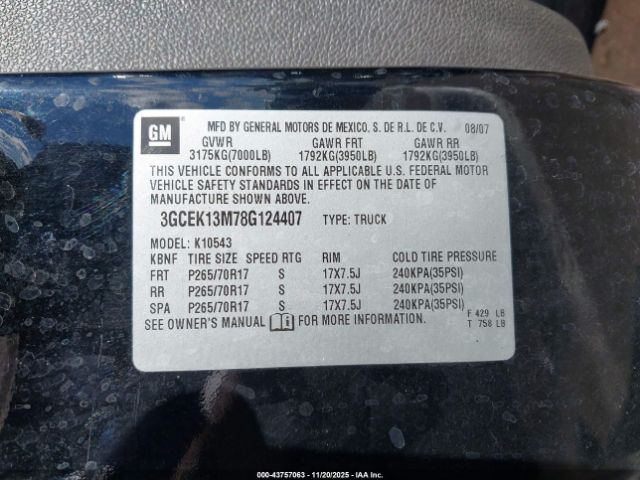 GM MFD BY GENERAL MOTORS DE MEXICO, S. DE R.L. DE C.V. 08/07
GVWR GAWR FRT GAWR RR
3175KG(7000LB) 1792KG(3950LB) 1792KG(3950LB)
THIS VEHICLE CONFORMS TO ALL APPLICABLE U.S. FEDERAL MOTOR
VEHICLE SAFETY STANDARDS IN EFFECT ON THE DATE OF
MANUFACTURE SHOWN ABOVE.
3GCEK13M78G124407 TYPE: TRUCK
MODEL: K10543
KBNF TIRE SIZE SPEED RTG RIM COLD TIRE PRESSURE
FRT P265/70R17 S 17X7.5J 240KPA(35PSI)
RR P265/70R17 S 17X7.5J 240KPA(35PSI)
SPA P265/70R17 S 17X7.5J 240KPA(35PSI)
SEE OWNER'S MANUAL FOR MORE INFORMATION.
F 429 LB
T 758 LB
000-43757063 - 11/20/2025 - IAA Inc.